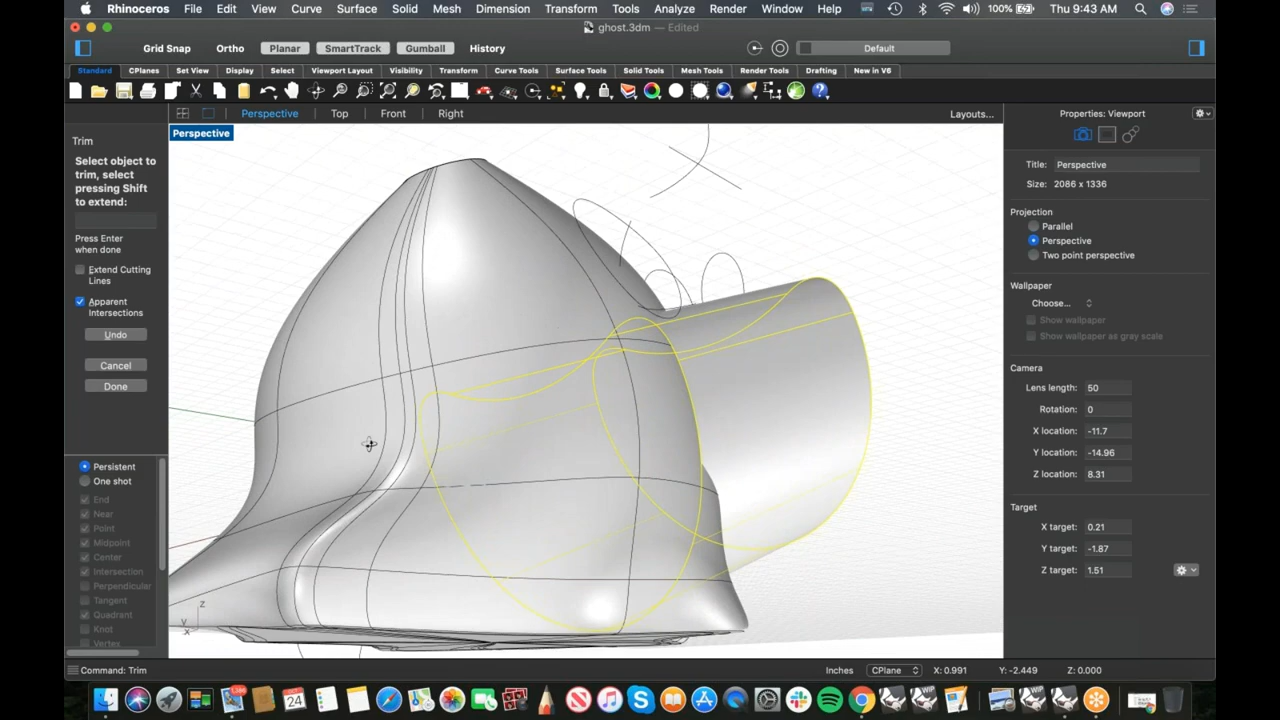 Rhinoceros File Edit View Curve Surface Solid Mesh Dimension Transform Tools Analyze Render Window Help 100% Thu 9:43 AM
ghost.3dm — Edited
Grid Snap Ortho Planar SmartTrack Gumball History Default
Standard CPlanes Set View Display Select Viewport Layout Visibility Transform Curve Tools Surface Tools Solid Tools Mesh Tools Render Tools Drafting New in V6
Perspective Top Front Right Layouts... Properties: Viewport
Perspective
Trim
Select object to
trim, select
pressing Shift
to extend:
Press Enter
when done
Extend Cutting
Lines
Apparent
Intersections
Undo
Cancel
Done
Persistent
One shot
End
Near
Point
Midpoint
Center
Intersection
Perpendicular
Tangent
Quadrant
Knot
Vertex
z
y
x
Title: Perspective
Size: 2086 x 1336
Projection
Parallel
Perspective
Two point perspective
Wallpaper
Choose...
Show wallpaper
Show wallpaper as gray scale
Camera
Lens length: 50
Rotation: 0
X location: -11.7
Y location: -14.96
Z location: 8.31
Target
X target: 0.21
Y target: -1.87
Z target: 1.51
Command: Trim Inches CPlane X: 0.991 Y: -2.449 Z: 0.000